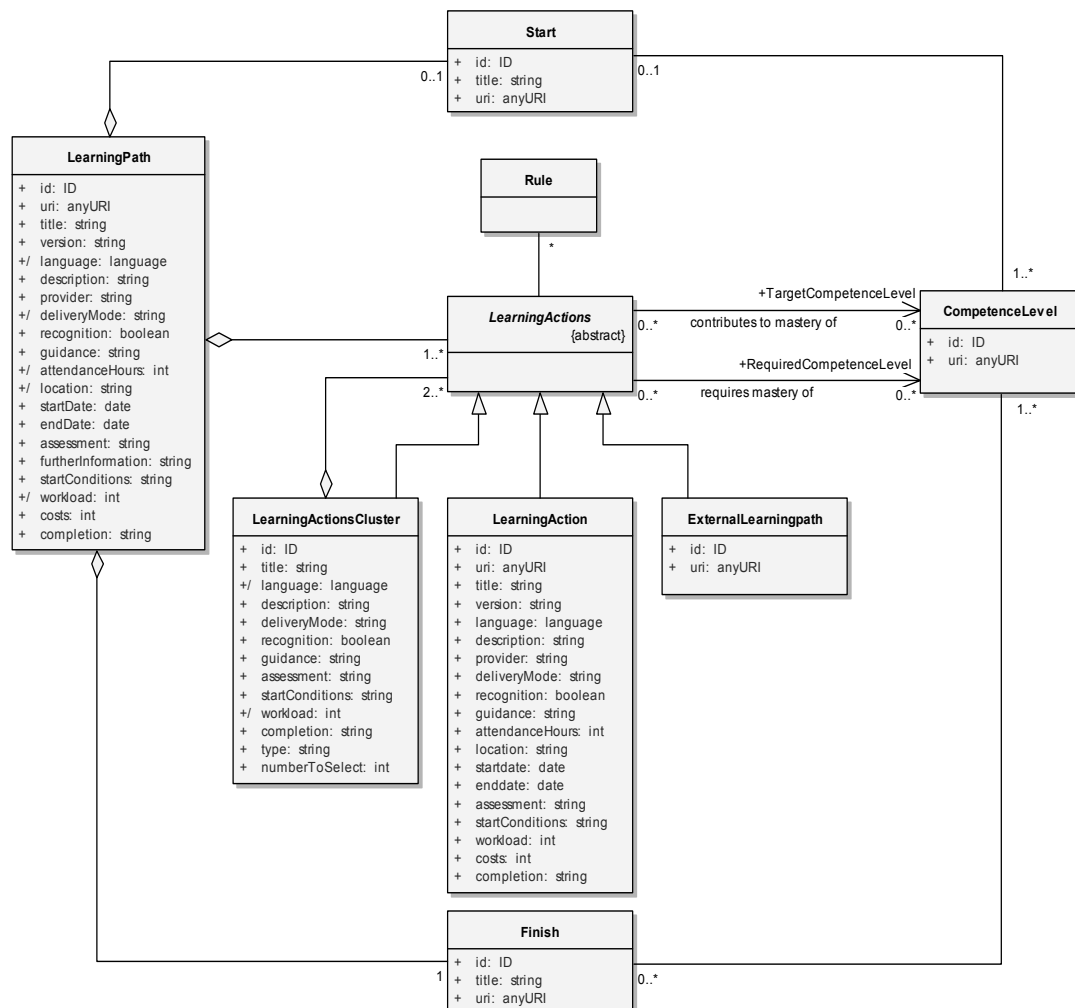 Start
+ id: ID
+ title: string
+ uri: anyURI
0..1
0..1
LearningPath
+ id: ID
+ uri: anyURI
+ title: string
+ version: string
+/ language: language
+ description: string
+ provider: string
+/ deliveryMode: string
+ recognition: boolean
+ guidance: string
+/ attendanceHours: int
+/ location: string
+ startDate: date
+ endDate: date
+ assessment: string
+ furtherInformation: string
+ startConditions: string
+/ workload: int
+ costs: int
+ completion: string
Rule
*
LearningActions
{abstract}
1..*
2..*
+TargetCompetenceLevel
0..*
contributes to mastery of
0..*
+RequiredCompetenceLevel
0..*
requires mastery of
0..*
1..*
CompetenceLevel
+ id: ID
+ uri: anyURI
1..*
LearningActionsCluster
+ id: ID
+ title: string
+/ language: language
+ description: string
+ deliveryMode: string
+ recognition: boolean
+ guidance: string
+ assessment: string
+ startConditions: string
+/ workload: int
+ completion: string
+ type: string
+ numberToSelect: int
LearningAction
+ id: ID
+ uri: anyURI
+ title: string
+ version: string
+ language: language
+ description: string
+ provider: string
+ deliveryMode: string
+ recognition: boolean
+ guidance: string
+ attendanceHours: int
+ location: string
+ startdate: date
+ enddate: date
+ assessment: string
+ startConditions: string
+ workload: int
+ costs: int
+ completion: string
ExternalLearningpath
+ id: ID
+ uri: anyURI
Finish
+ id: ID
+ title: string
+ uri: anyURI
1
0..*